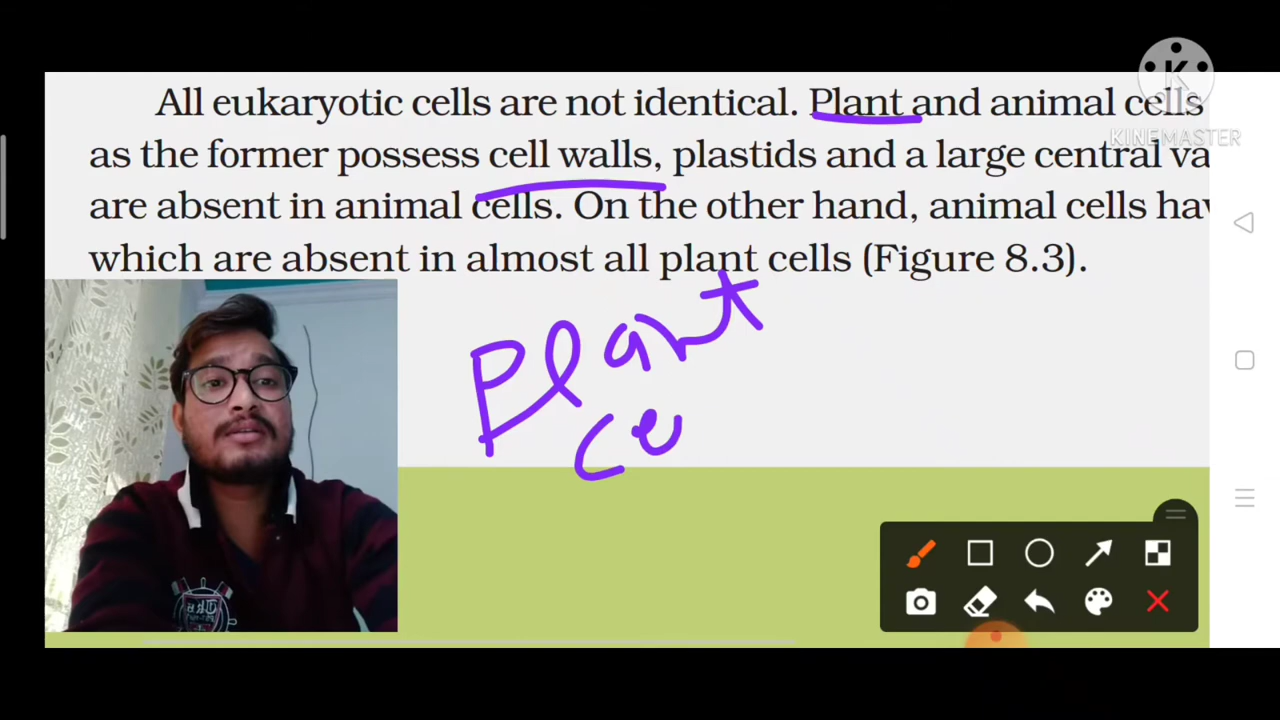 All eukaryotic cells are not identical. Plant and animal cells
as the former possess cell walls, plastids and a large central va
are absent in animal cells. On the other hand, animal cells hav
which are absent in almost all plant cells (Figure 8.3).
Plant
ce
K
KINEMASTER